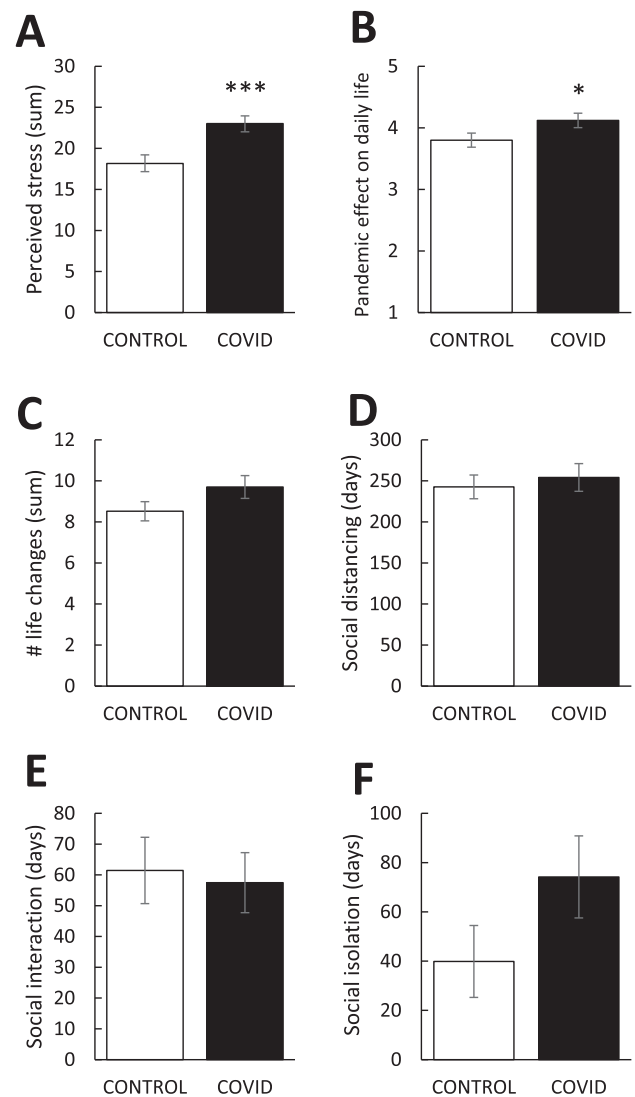 A
Perceived stress (sum)
30
25
20
15
10
5
0
***
CONTROL COVID
B
Pandemic effect on daily life
5
4
3
2
1
*
CONTROL COVID
C
# life changes (sum)
12
10
8
6
4
2
0
CONTROL COVID
D
Social distancing (days)
300
250
200
150
100
50
0
CONTROL COVID
E
Social interaction (days)
80
70
60
50
40
30
20
10
0
CONTROL COVID
F
Social isolation (days)
100
80
60
40
20
0
CONTROL COVID